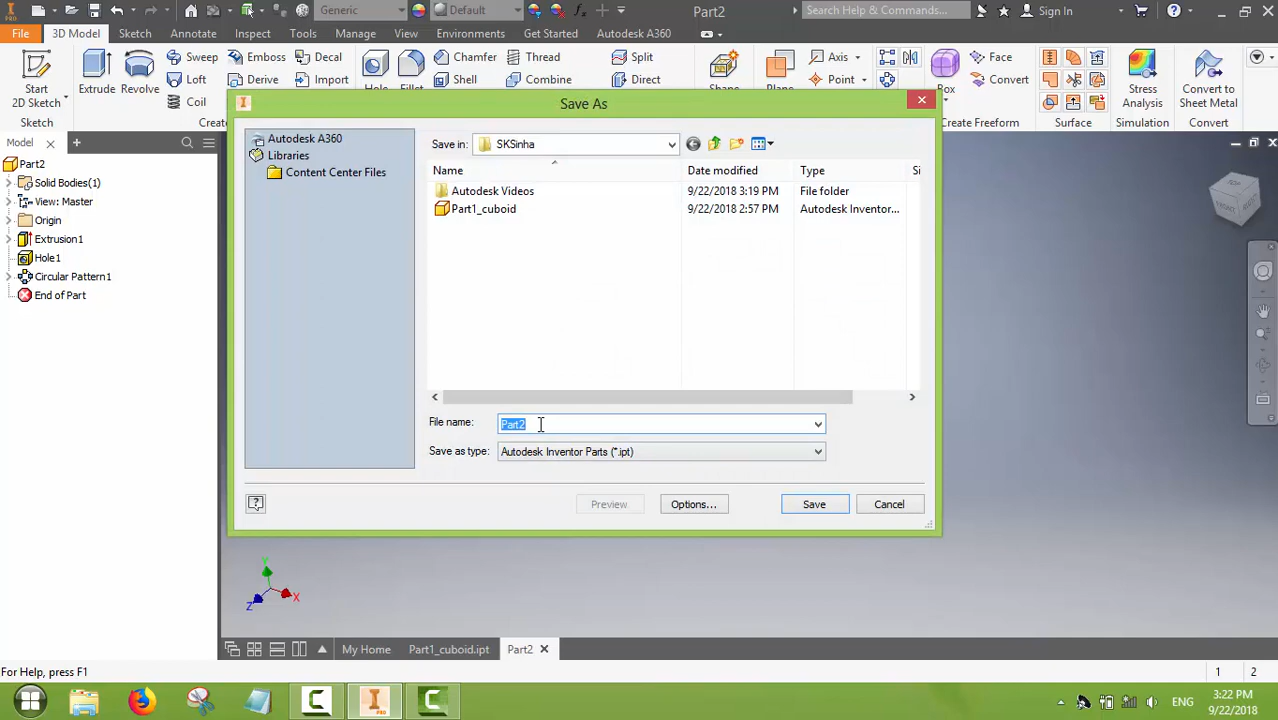 Generic
Default
Part2
Search Help & Commands...
Sign In
File
3D Model
Sketch
Annotate
Inspect
Tools
Manage
View
Environments
Get Started
Autodesk A360
Start
2D Sketch
Sketch
Extrude
Revolve
Sweep
Loft
Coil
Emboss
Derive
Decal
Import
Chamfer
Shell
Thread
Combine
Split
Direct
Axis
Point
Face
Convert
Create Freeform
Surface
Stress
Analysis
Simulation
Convert to
Sheet Metal
Convert
Save As
Model
Part2
Solid Bodies(1)
View: Master
Origin
Extrusion1
Hole1
Circular Pattern1
End of Part
Autodesk A360
Libraries
Content Center Files
Save in:
SKSinha
Name
Date modified
Type
Si
Autodesk Videos
9/22/2018 3:19 PM
File folder
Part1_cuboid
9/22/2018 2:57 PM
Autodesk Inventor...
File name:
Part2
Save as type:
Autodesk Inventor Parts (*.ipt)
Preview
Options...
Save
Cancel
Y
X
Z
My Home
Part1_cuboid.ipt
Part2
For Help, press F1
1
2
ENG
3:22 PM
9/22/2018